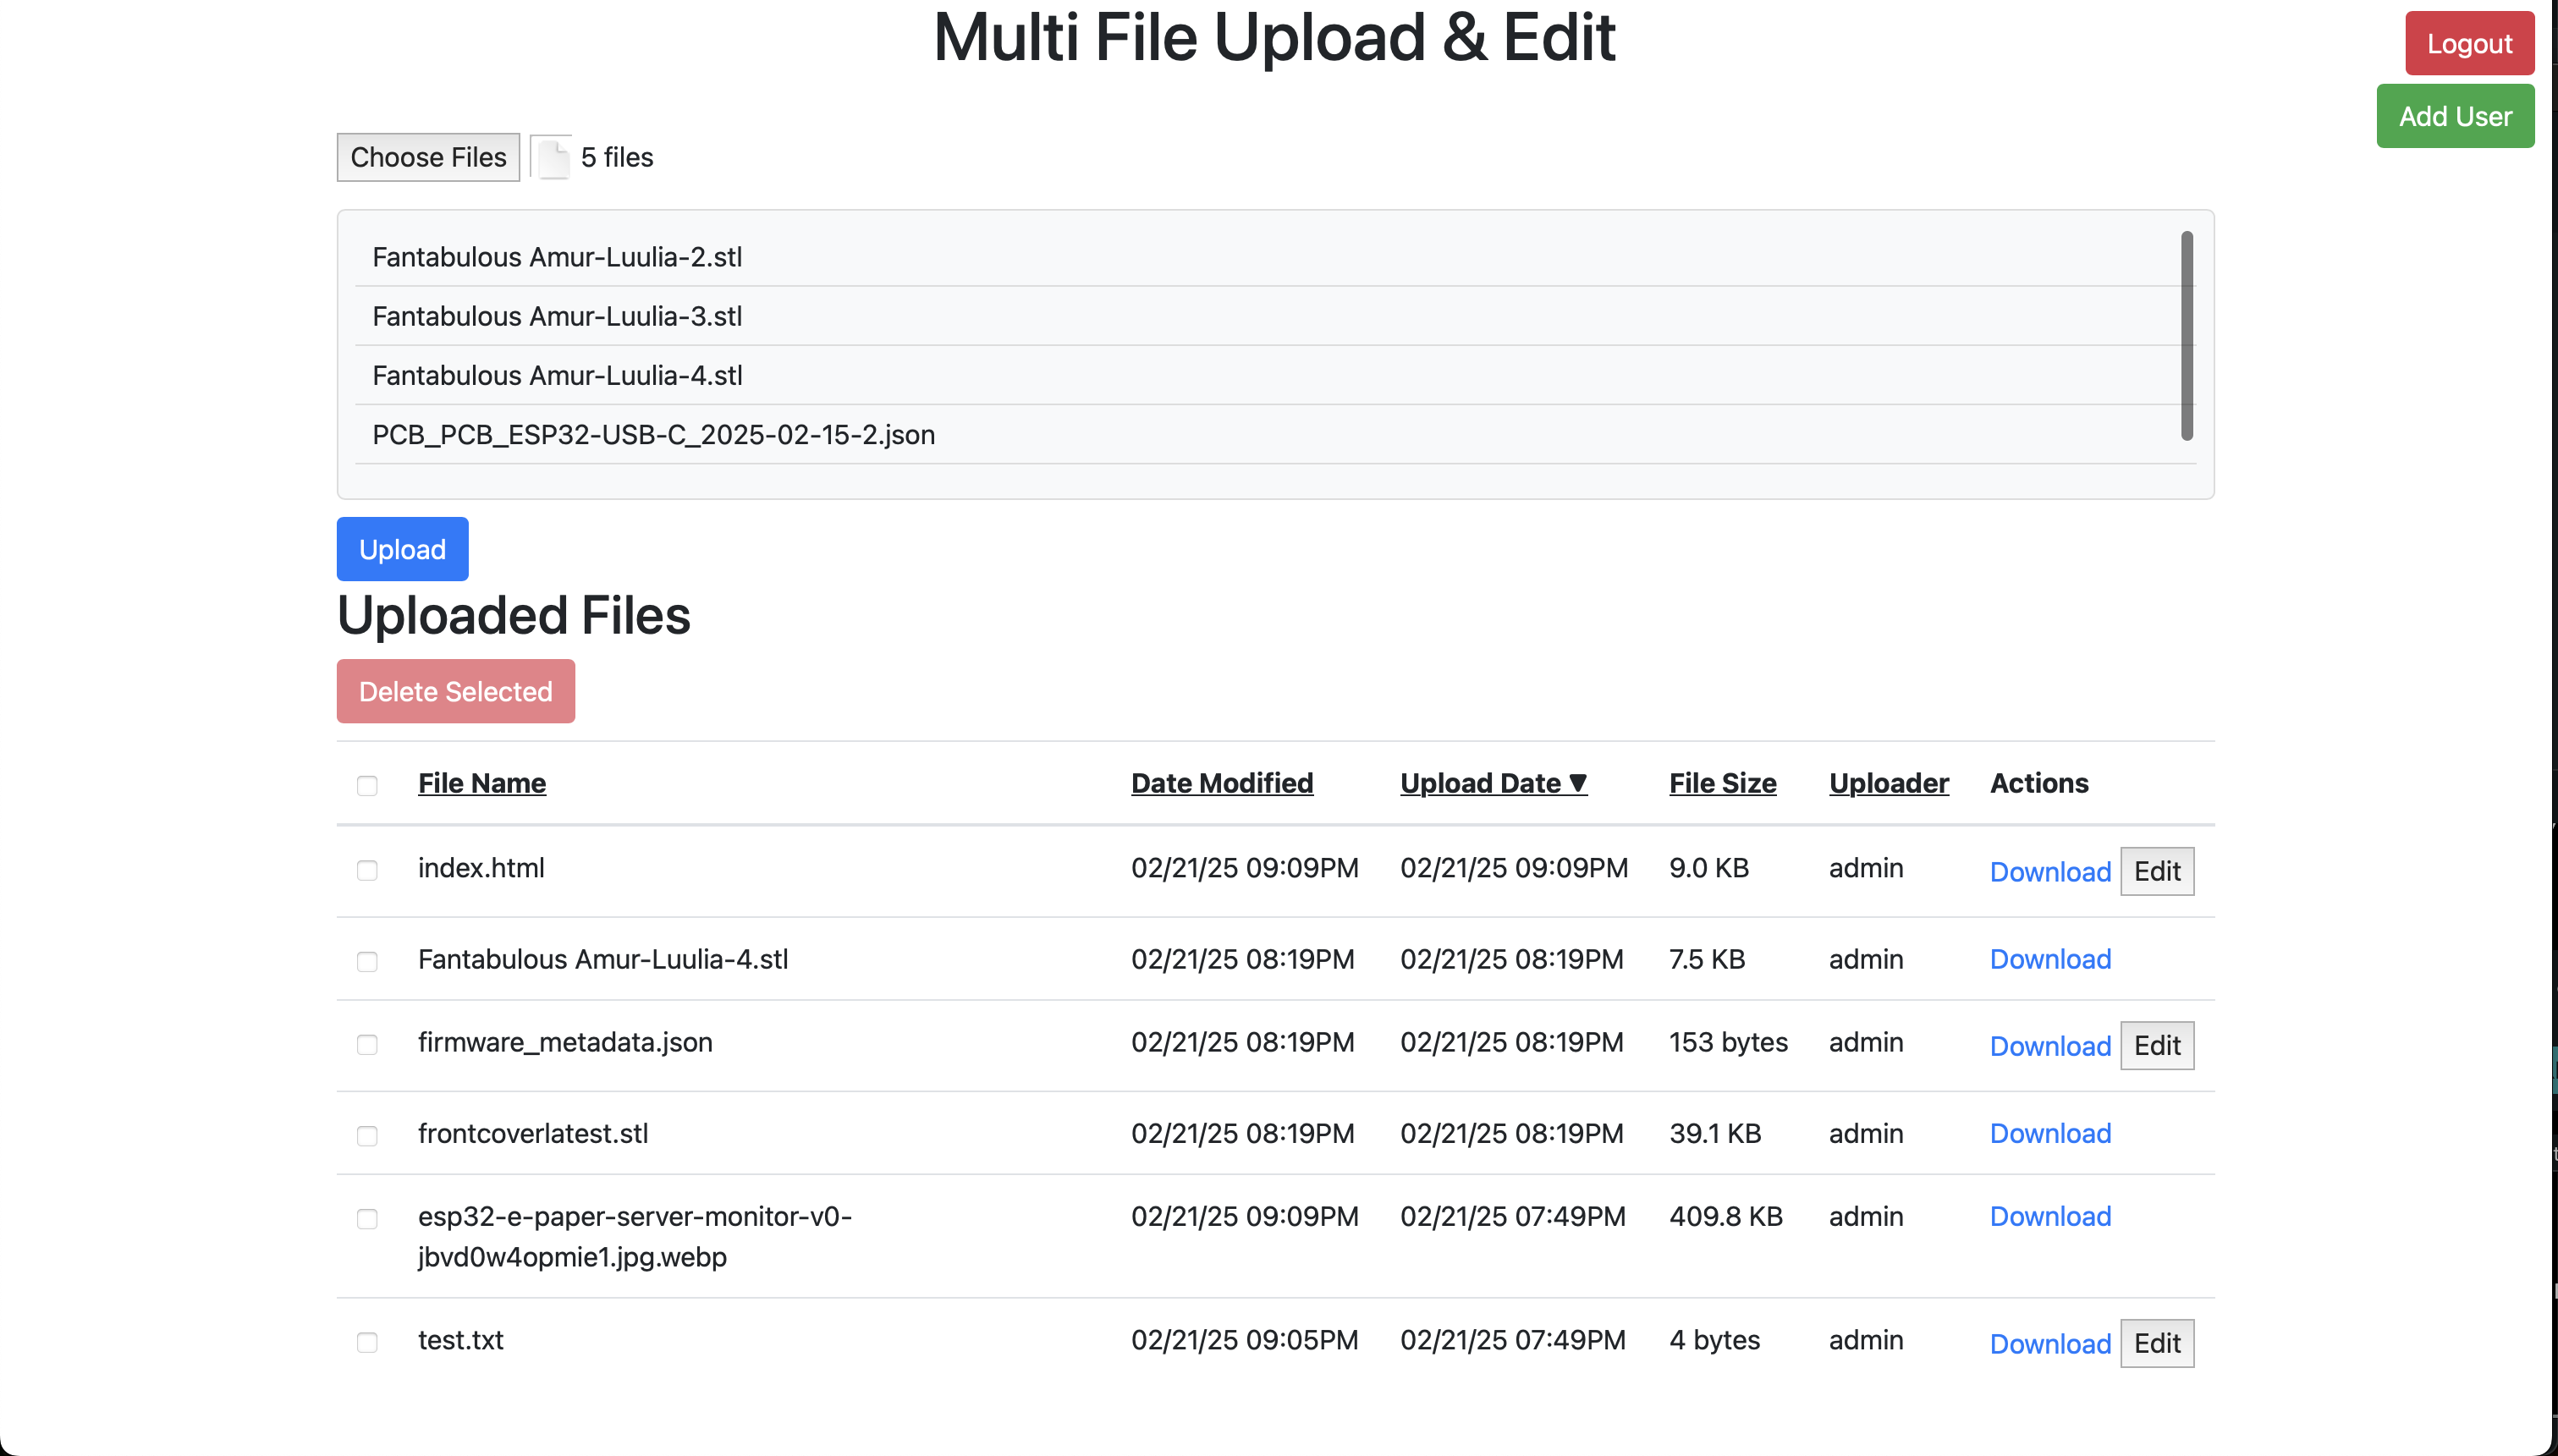 Multi File Upload & Edit
Logout
Add User
Choose Files 5 files
Fantabulous Amur-Luulia-2.stl
Fantabulous Amur-Luulia-3.stl
Fantabulous Amur-Luulia-4.stl
PCB_PCB_ESP32-USB-C_2025-02-15-2.json
Upload
Uploaded Files
Delete Selected
File Name Date Modified Upload Date ▼ File Size Uploader Actions
index.html 02/21/25 09:09PM 02/21/25 09:09PM 9.0 KB admin Download Edit
Fantabulous Amur-Luulia-4.stl 02/21/25 08:19PM 02/21/25 08:19PM 7.5 KB admin Download
firmware_metadata.json 02/21/25 08:19PM 02/21/25 08:19PM 153 bytes admin Download Edit
frontcoverlatest.stl 02/21/25 08:19PM 02/21/25 08:19PM 39.1 KB admin Download
esp32-e-paper-server-monitor-v0- 02/21/25 09:09PM 02/21/25 07:49PM 409.8 KB admin Download
jbvd0w4opmie1.jpg.webp
test.txt 02/21/25 09:05PM 02/21/25 07:49PM 4 bytes admin Download Edit